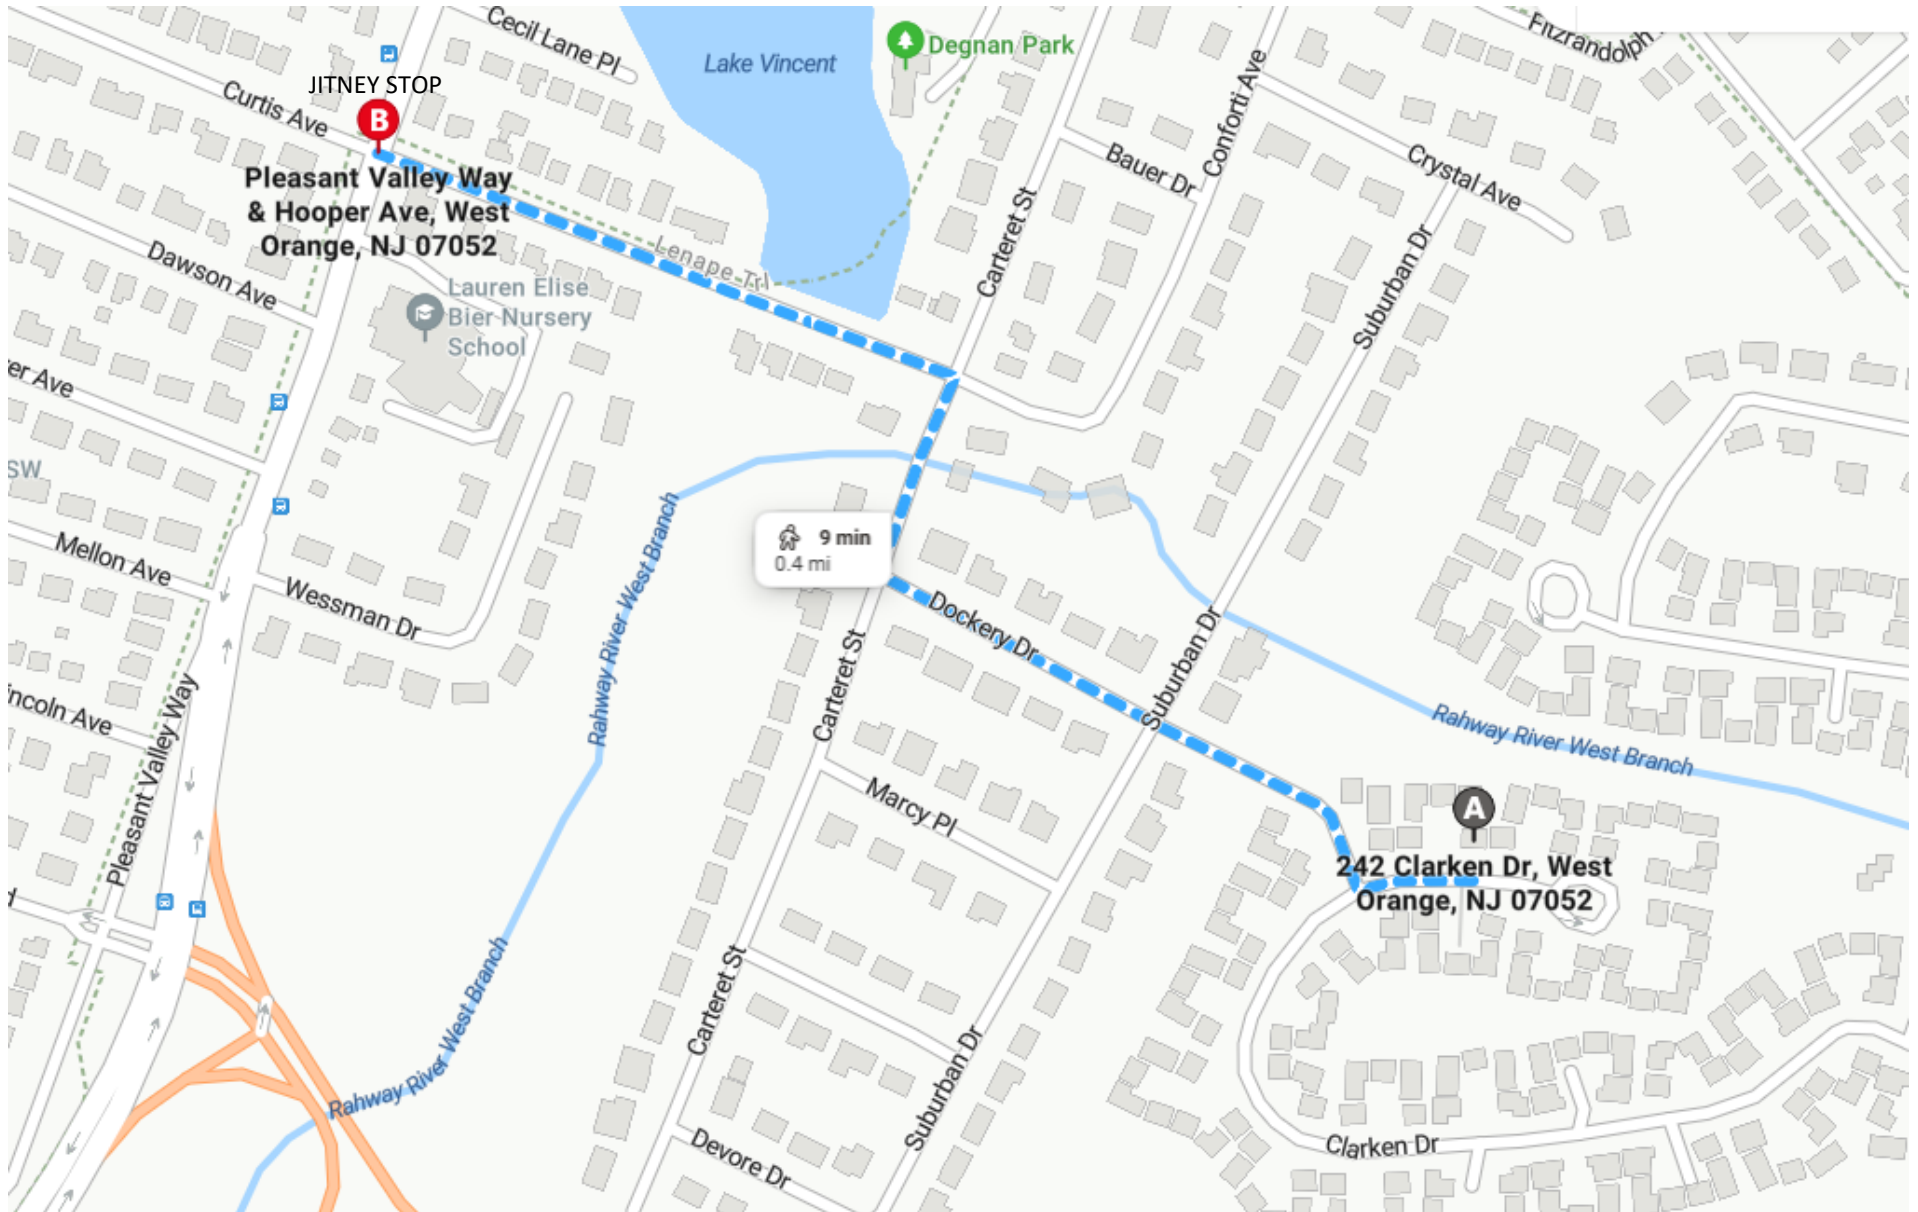 Cecil Lane Pl
Lake Vincent
Degnan Park
Fitzrandolph
JITNEY STOP
Curtis Ave
B
Pleasant Valley Way
& Hooper Ave, West
Orange, NJ 07052
Conforti Ave
Bauer Dr
Crystal Ave
Carteret St
Suburban Dr
Lenape Trl
Dawson Ave
Lauren Elise
Bier Nursery
School
er Ave
SW
Mellon Ave
Wessman Dr
Rahway River West Branch
9 min
0.4 mi
Dockery Dr
Suburban Dr
Carteret St
incoln Ave
Pleasant Valley Way
Rahway River West Branch
Marcy Pl
A
242 Clarken Dr, West
Orange, NJ 07052
d
Carteret St
Rahway River West Branch
Suburban Dr
Clarken Dr
Devore Dr